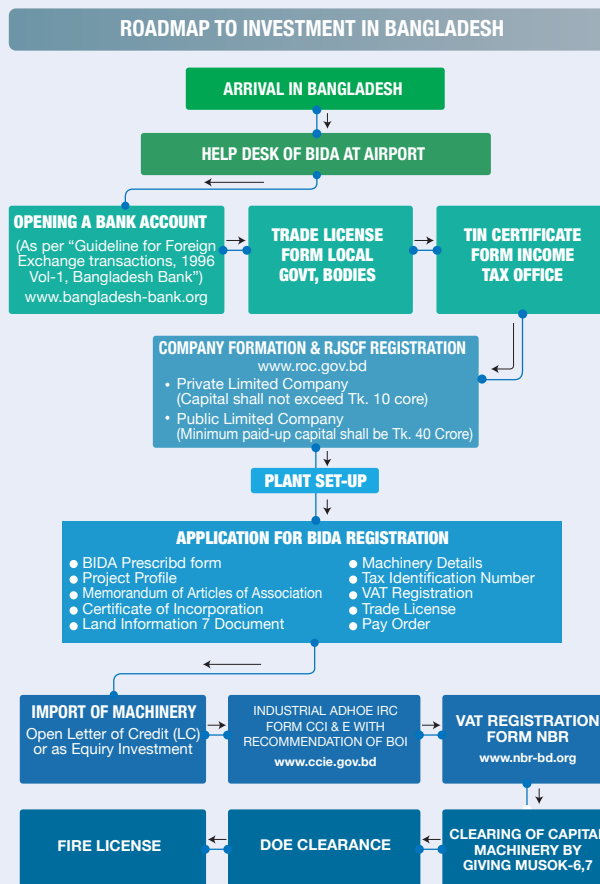 ROADMAP TO INVESTMENT IN BANGLADESH
ARRIVAL IN BANGLADESH
HELP DESK OF BIDA AT AIRPORT
OPENING A BANK ACCOUNT
(As per “Guideline for Foreign
Exchange transactions, 1996
Vol-1, Bangladesh Bank”)
www.bangladesh-bank.org
TRADE LICENSE
FORM LOCAL
GOVT, BODIES
TIN CERTIFICATE
FORM INCOME
TAX OFFICE
COMPANY FORMATION & RJSCF REGISTRATION
www.roc.gov.bd
• Private Limited Company
(Capital shall not exceed Tk. 10 core)
• Public Limited Company
(Minimum paid-up capital shall be Tk. 40 Crore)
PLANT SET-UP
APPLICATION FOR BIDA REGISTRATION
● BIDA Prescribd form
● Project Profile
● Memorandum of Articles of Association
● Certificate of Incorporation
● Land Information 7 Document
● Machinery Details
● Tax Identification Number
● VAT Registration
● Trade License
● Pay Order
IMPORT OF MACHINERY
Open Letter of Credit (LC)
or as Equiry Investment
INDUSTRIAL ADHOE IRC
FORM CCI & E WITH
RECOMMENDATION OF BOI
www.ccie.gov.bd
VAT REGISTRATION
FORM NBR
www.nbr-bd.org
FIRE LICENSE
DOE CLEARANCE
CLEARING OF CAPITAL
MACHINERY BY
GIVING MUSOK-6,7